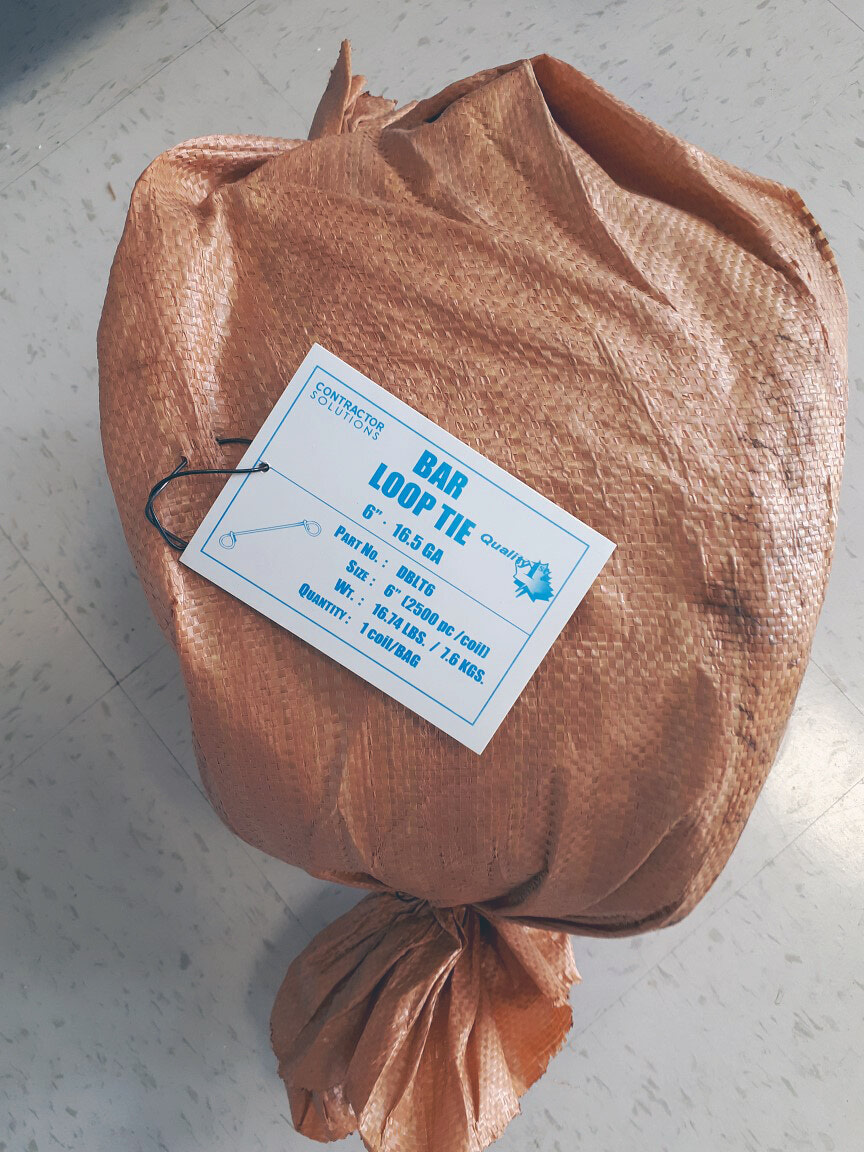 CONTRACTOR
SOLUTIONS
BAR
LOOP TIE
6" · 16.5 GA
Quality 1
PART NO. : DBLT6
SIZE : 6" (2500 pc /coil)
WT. : 16.74 LBS. / 7.6 KGS.
QUANTITY : 1 coil/BAG